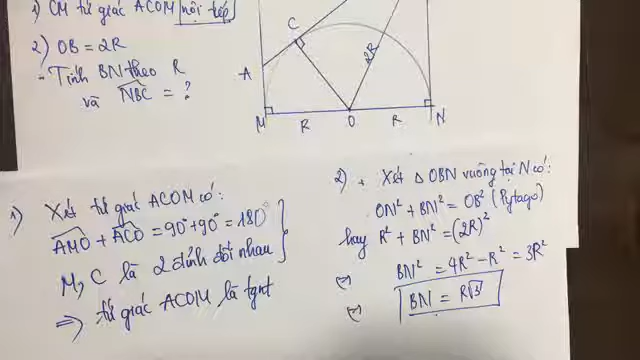 1) CM tứ giác ACOM nội tiếp
2) OB = 2R
- Tính BN theo R
và NBC = ?
C
2R
A
M
R
O
R
N
1) Xét tứ giác ACOM có:
AMO + ACO = 90° + 90° = 180°
M, C là 2 đỉnh đối nhau
=> tứ giác ACOM là tgnt
2) + Xét Δ OBN vuông tại N có:
ON² + BN² = OB² (Pytago)
hay R² + BN² = (2R)²
(=) BN² = 4R² - R² = 3R²
(=) BN = R√3